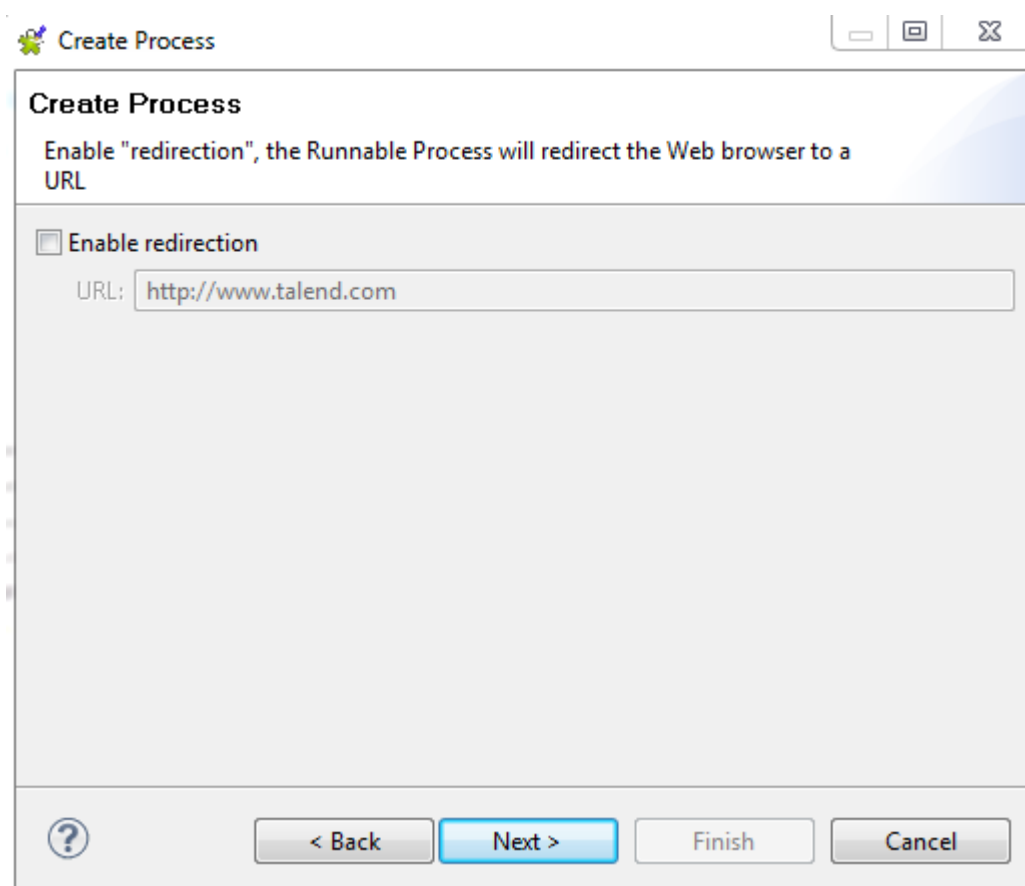 Create Process
Create Process
Enable "redirection", the Runnable Process will redirect the Web browser to a
URL
Enable redirection
URL: http://www.talend.com
? < Back Next > Finish Cancel